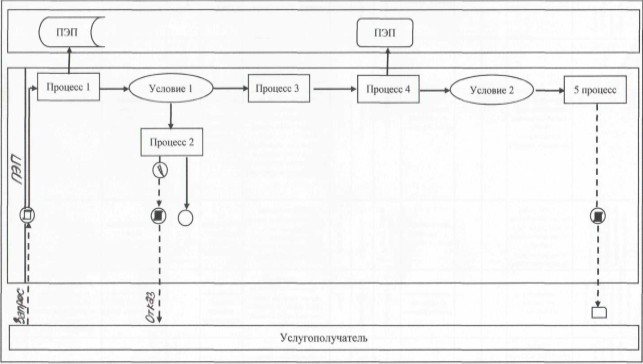 ПЭП
ПЭП
Процесс 1
Условие 1
Процесс 3
Процесс 4
Условие 2
5 процесс
Процесс 2
ПЭП
Запрос
Отказ
Услугополучатель